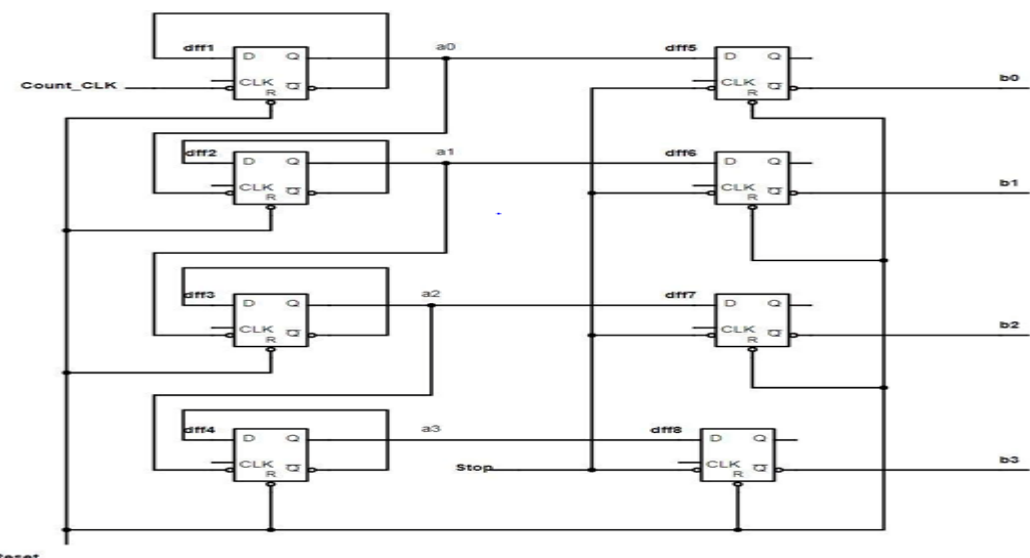 a0
dff1 D Q dff5 D Q
Count_CLK CLK Q CLK Q b0
R R
a1
dff2 D Q dff6 D Q
CLK Q CLK Q b1
R R
a2
dff3 D Q dff7 D Q
CLK Q CLK Q b2
R R
a3
dff4 D Q dff8 D Q
CLK Q Stop CLK Q b3
R R